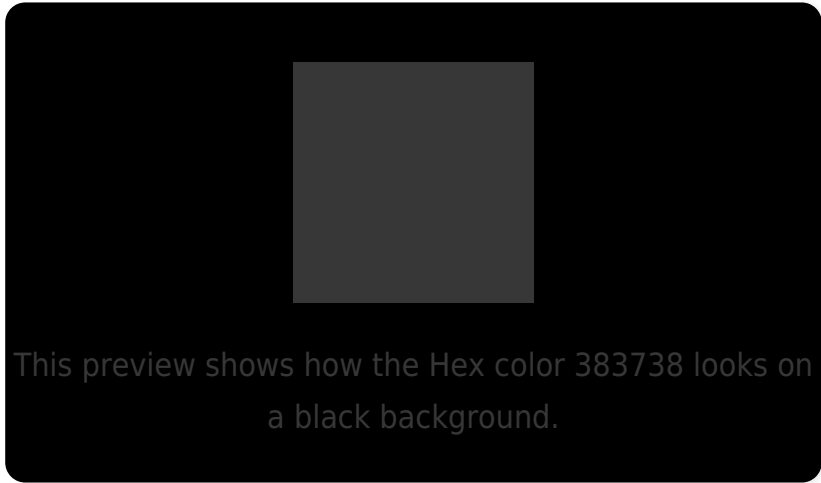 This preview shows how the Hex color 383738 looks on
a black background.